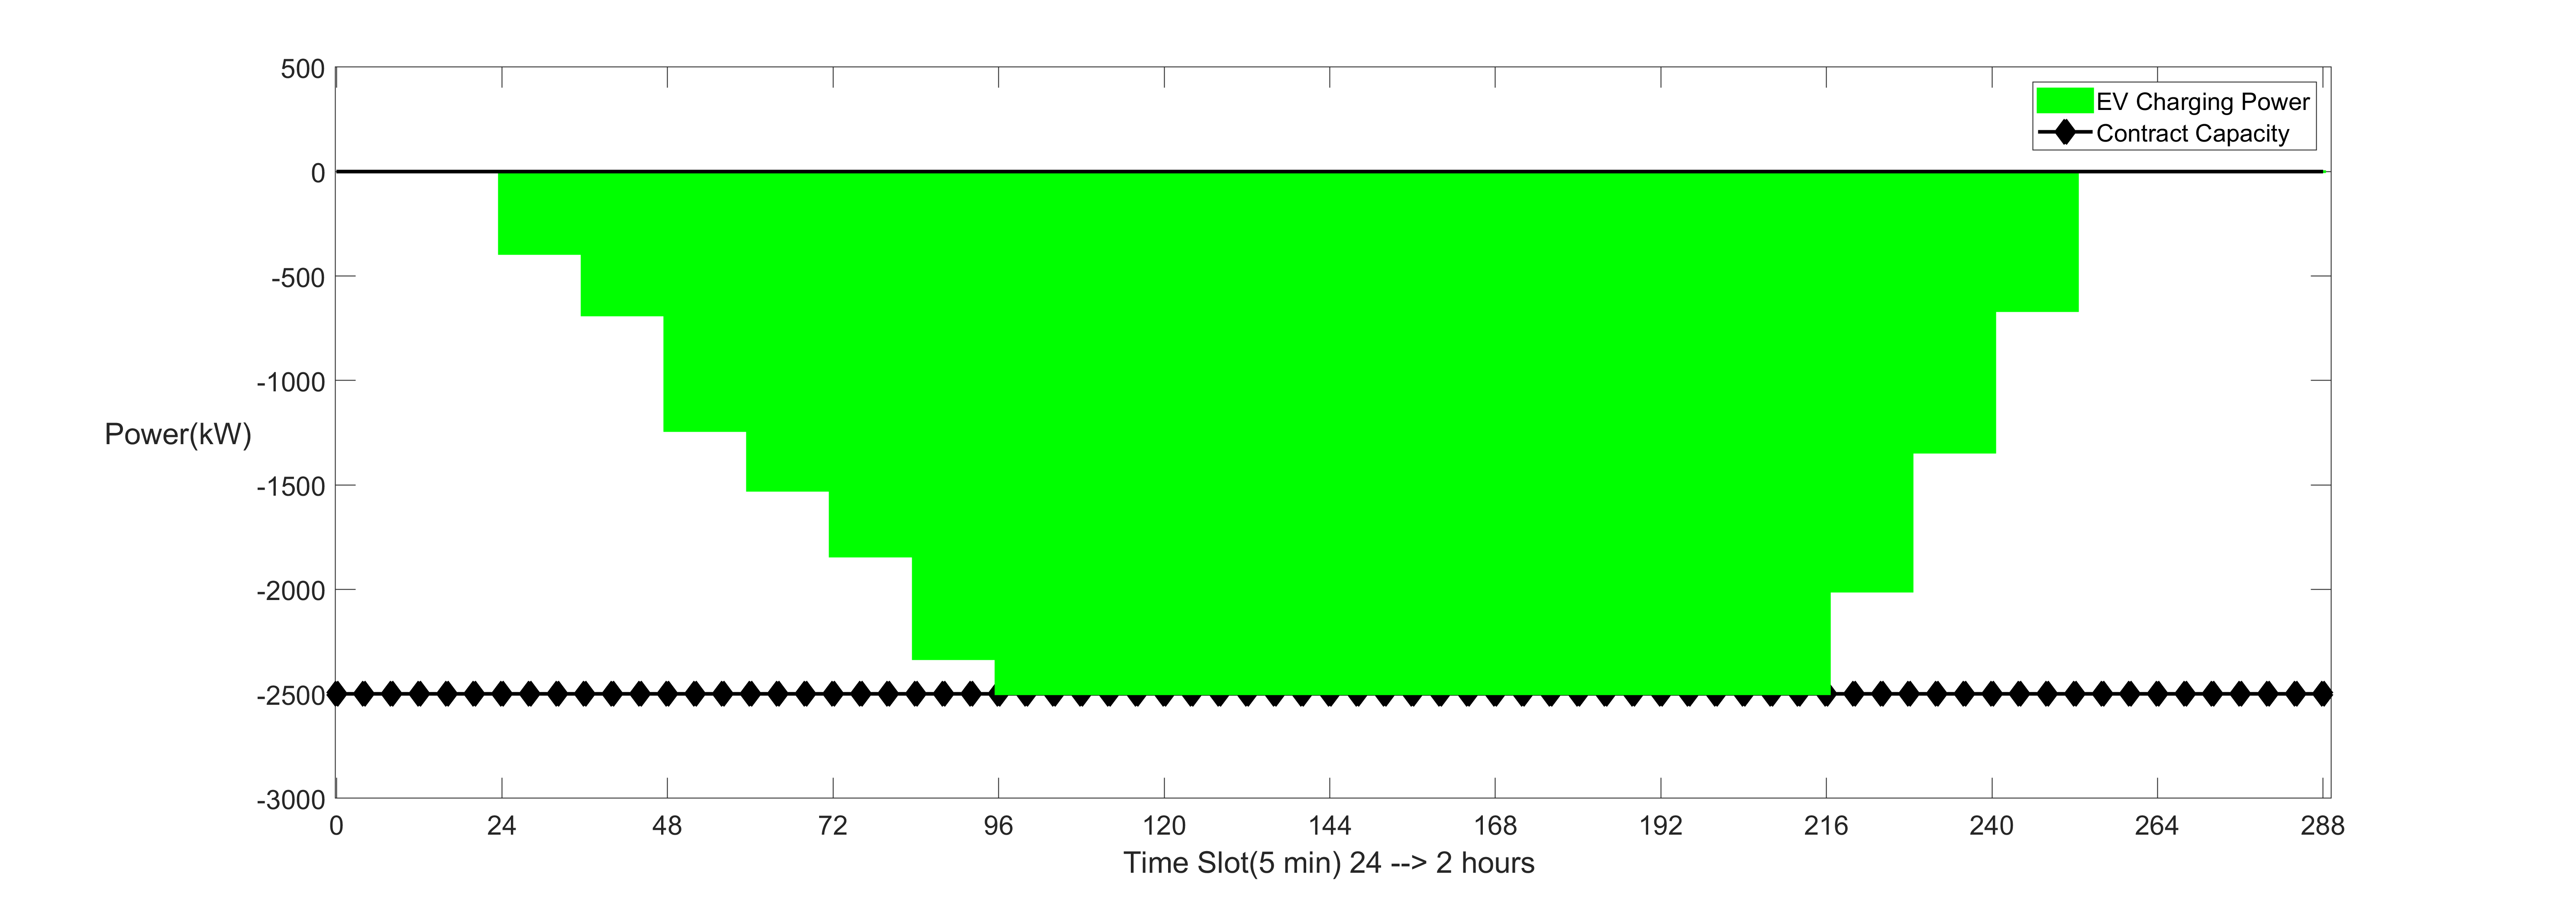 500
0
-500
-1000
Power(kW)
-1500
-2000
-2500
-3000
EV Charging Power
Contract Capacity
0 24 48 72 96 120 144 168 192 216 240 264 288
Time Slot(5 min) 24 --> 2 hours